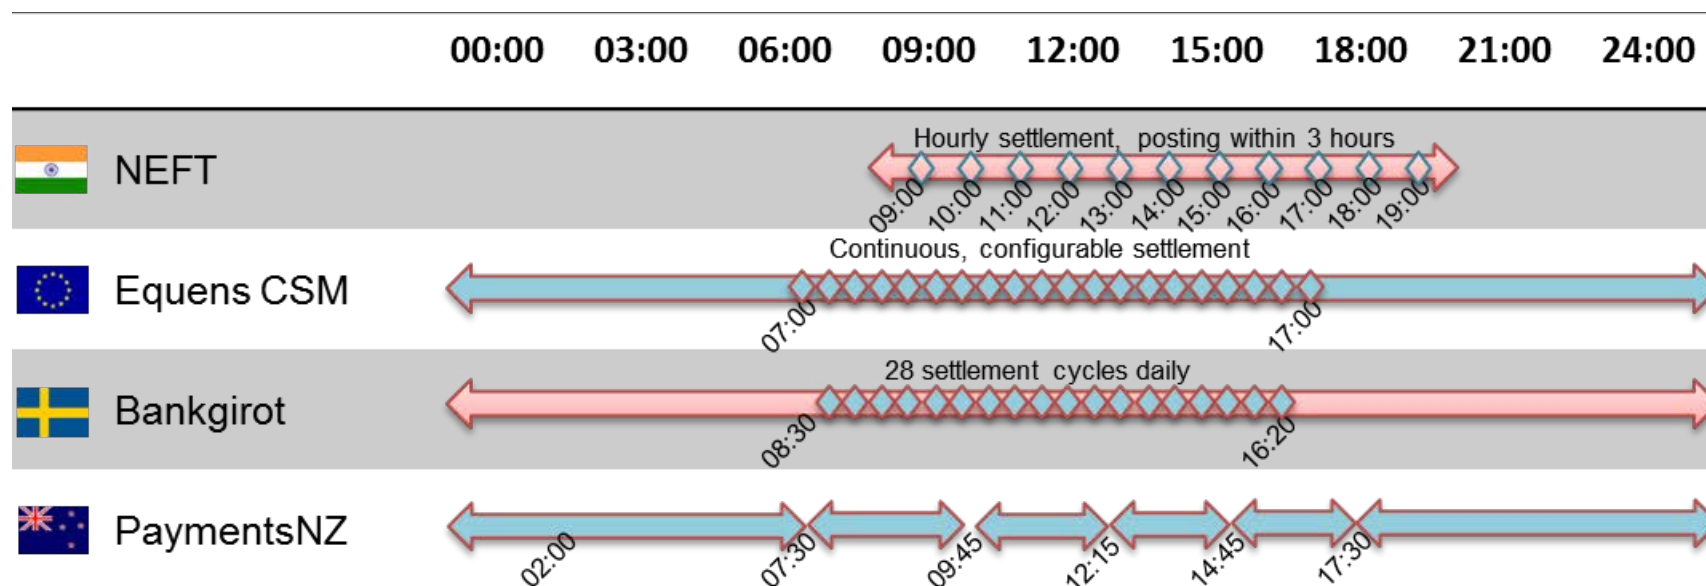 00:00 03:00 06:00 09:00 12:00 15:00 18:00 21:00 24:00
Hourly settlement, posting within 3 hours
NEFT
09:00 10:00 11:00 12:00 13:00 14:00 15:00 16:00 17:00 18:00 19:00
Continuous, configurable settlement
Equens CSM
07:00 17:00
28 settlement cycles daily
Bankgirot
08:30 16:20
PaymentsNZ
02:00 07:30 09:45 12:15 14:45 17:30